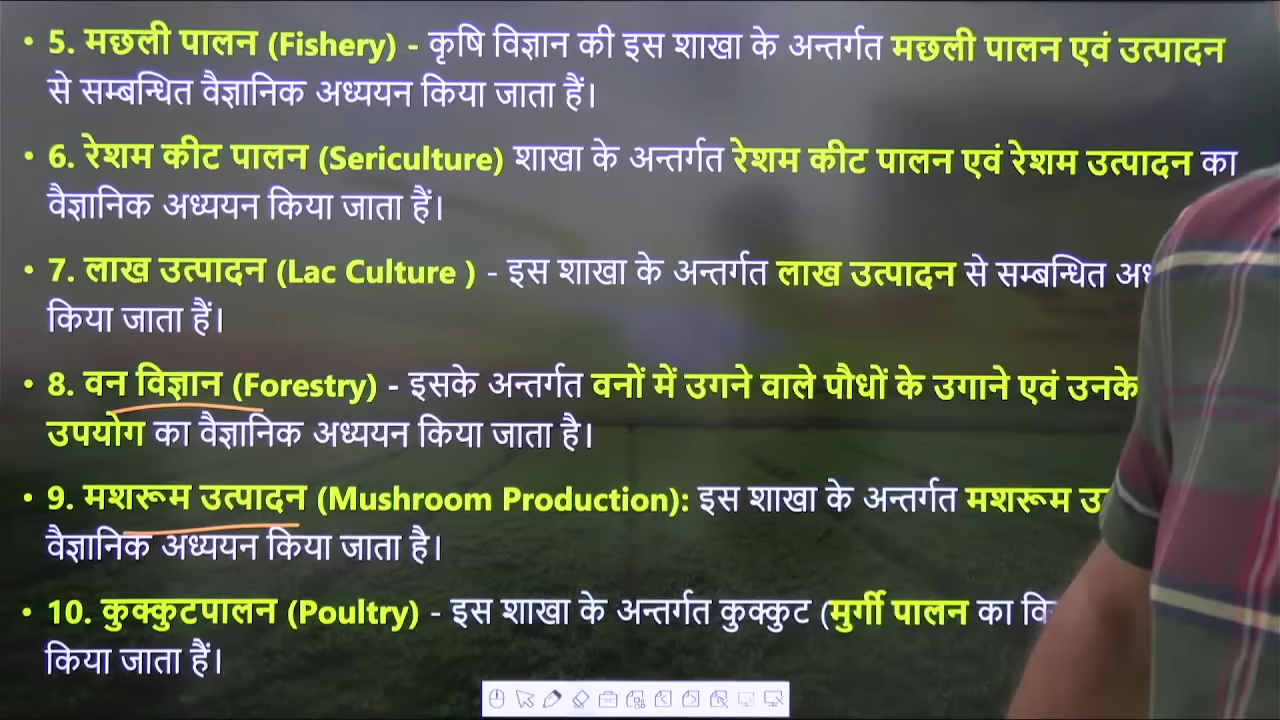 • 5. मछली पालन (Fishery) - कृषि विज्ञान की इस शाखा के अन्तर्गत मछली पालन एवं उत्पादन
से सम्बन्धित वैज्ञानिक अध्ययन किया जाता हैं।
• 6. रेशम कीट पालन (Sericulture) शाखा के अन्तर्गत रेशम कीट पालन एवं रेशम उत्पादन का
वैज्ञानिक अध्ययन किया जाता हैं।
• 7. लाख उत्पादन (Lac Culture ) - इस शाखा के अन्तर्गत लाख उत्पादन से सम्बन्धित
किया जाता हैं।
• 8. वन विज्ञान (Forestry) - इसके अन्तर्गत वनों में उगने वाले पौधों के उगाने एवं उनके
उपयोग का वैज्ञानिक अध्ययन किया जाता है।
• 9. मशरूम उत्पादन (Mushroom Production): इस शाखा के अन्तर्गत मशरूम
वैज्ञानिक अध्ययन किया जाता है।
• 10. कुक्कुटपालन (Poultry) - इस शाखा के अन्तर्गत कुक्कुट (मुर्गी पालन का
किया जाता हैं।